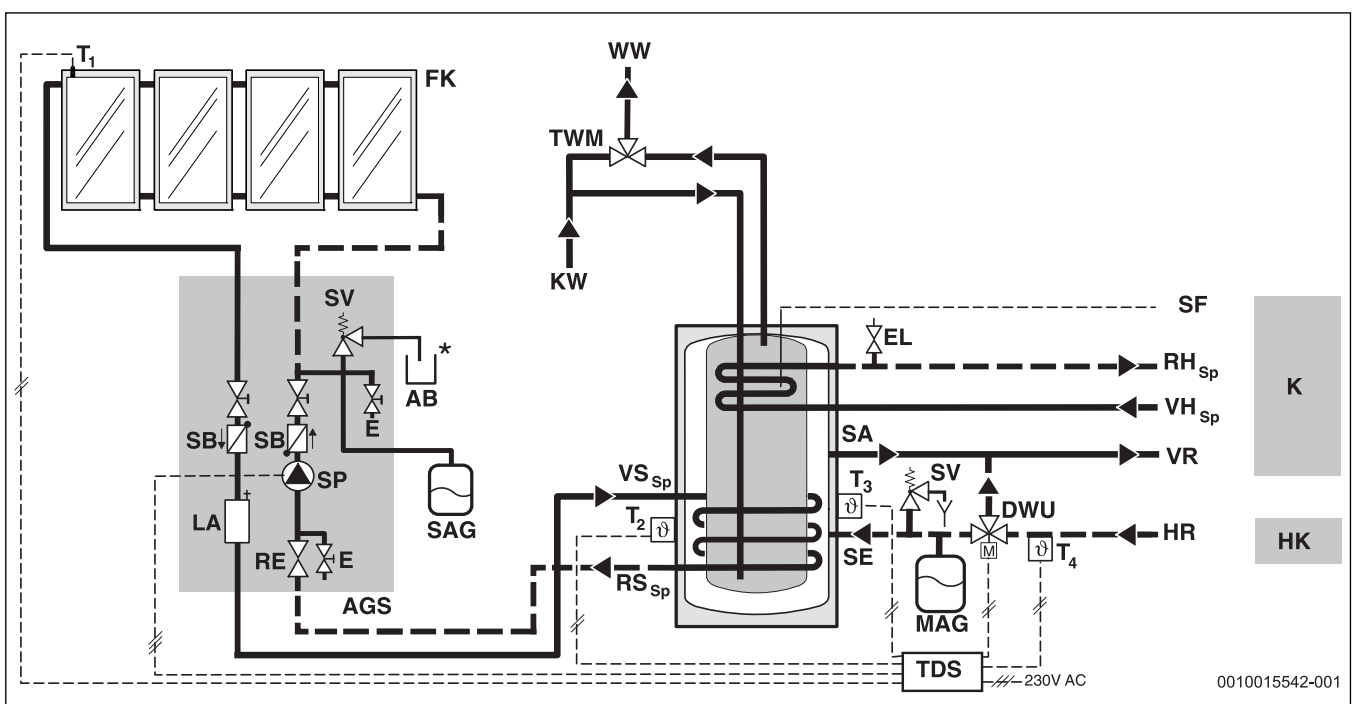 T1
FK
WW
TWM
KW
SV
*
AB
E
SB
SB
SP
LA
SAG
RE
E
AGS
SF
EL
RHSp
VHSp
K
SA
VR
VSSp
T2
ϑ
T3
ϑ
SV
DWU
M
HR
HK
SE
ϑ
T4
RSSp
MAG
TDS
230V AC
0010015542-001